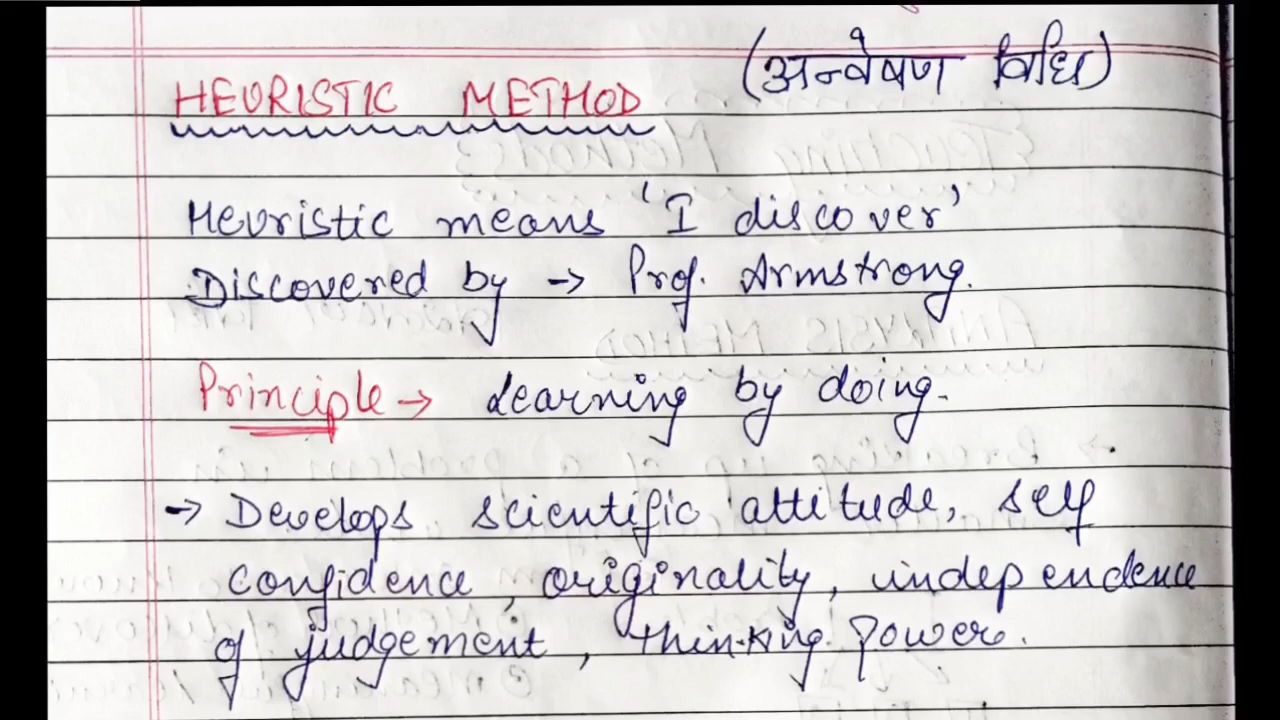 HEURISTIC METHOD (अन्वेषण विधि)
Heuristic means 'I discover'
Discovered by → Prof. Armstrong.
Principle → Learning by doing.
→ Develops scientific attitude, self
confidence, originality, independence
of judgement, thinking Power.